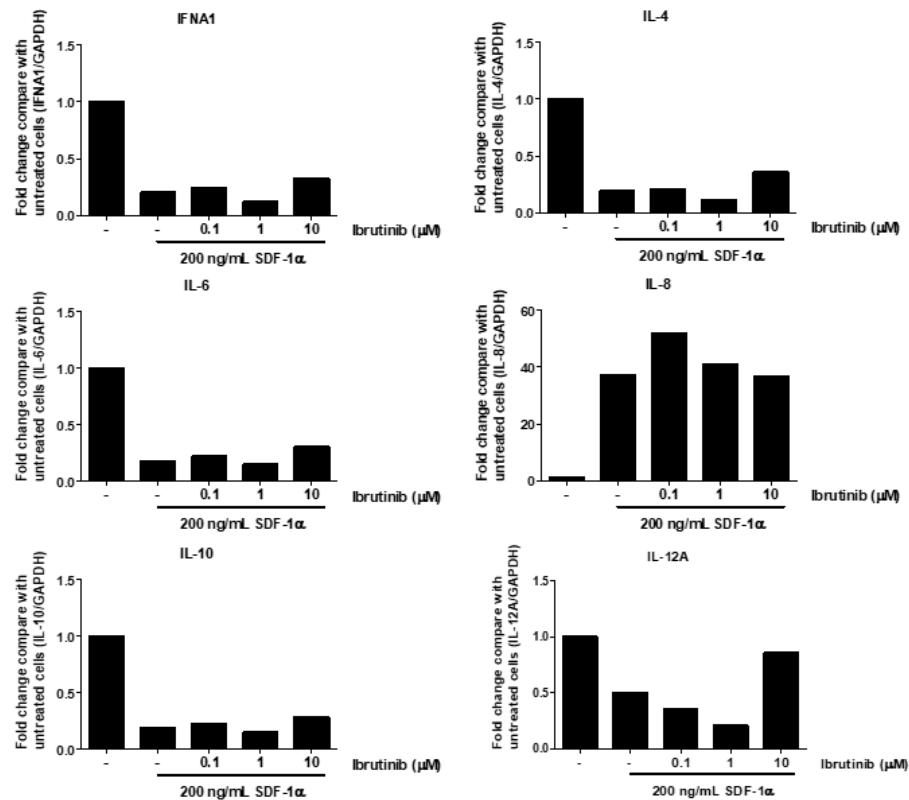 IFNA1
Fold change compare with
untreated cells (IFNA1/GAPDH)
1.5
1.0
0.5
0.0
- - 0.1 1 10 Ibrutinib (μM)
200 ng/mL SDF-1α
IL-4
Fold change compare with
untreated cells (IL-4/GAPDH)
1.5
1.0
0.5
0.0
- - 0.1 1 10 Ibrutinib (μM)
200 ng/mL SDF-1α
IL-6
Fold change compare with
untreated cells (IL-6/GAPDH)
1.5
1.0
0.5
0.0
- - 0.1 1 10 Ibrutinib (μM)
200 ng/mL SDF-1α
IL-8
Fold change compare with
untreated cells (IL-8/GAPDH)
60
40
20
0
- - 0.1 1 10 Ibrutinib (μM)
200 ng/mL SDF-1α
IL-10
Fold change compare with
untreated cells (IL-10/GAPDH)
1.5
1.0
0.5
0.0
- - 0.1 1 10 Ibrutinib (μM)
200 ng/mL SDF-1α
IL-12A
Fold change compare with
untreated cells (IL-12A/GAPDH)
1.5
1.0
0.5
0.0
- - 0.1 1 10 Ibrutinib (μM)
200 ng/mL SDF-1α